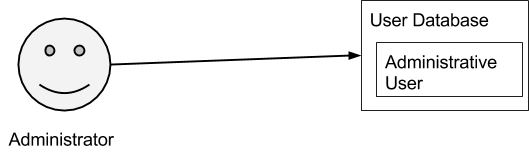 User Database
Administrative
User
Administrator